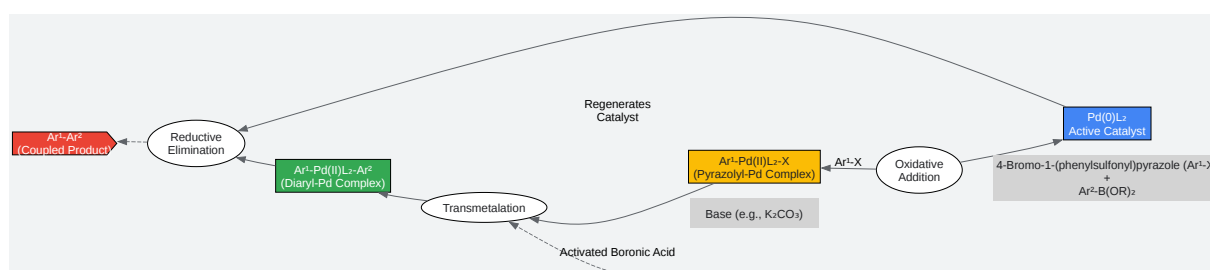 Regenerates
Catalyst
Pd(0)L₂
Active Catalyst
Ar¹-Ar²
(Coupled Product)
Reductive
Elimination
Ar¹-Pd(II)L₂-Ar²
(Diaryl-Pd Complex)
Ar¹-Pd(II)L₂-X
(Pyrazolyl-Pd Complex)
Ar¹-X
Oxidative
Addition
4-Bromo-1-(phenylsulfonyl)pyrazole (Ar¹-X
+
Ar²-B(OR)₂
Transmetalation
Base (e.g., K₂CO₃)
Activated Boronic Acid